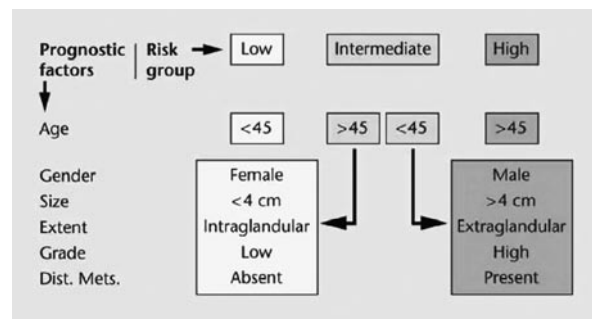 Prognostic factors Risk group Low Intermediate High
Age <45 >45 <45 >45
Gender Female Male
Size <4 cm >4 cm
Extent Intraglandular Extraglandular
Grade Low High
Dist. Mets. Absent Present